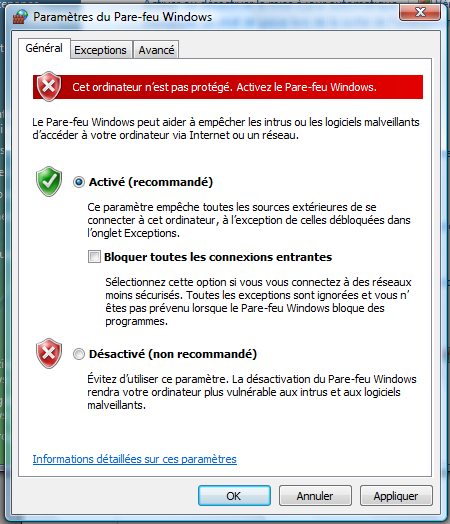 Paramètres du Pare-feu Windows
Général Exceptions Avancé
Cet ordinateur n'est pas protégé. Activez le Pare-feu Windows.
Le Pare-feu Windows peut aider à empêcher les intrus ou les logiciels malveillants
d'accéder à votre ordinateur via Internet ou un réseau.
Activé (recommandé)
Ce paramètre empêche toutes les sources extérieures de se
connecter à cet ordinateur, à l'exception de celles débloquées dans
l'onglet Exceptions.
Bloquer toutes les connexions entrantes
Sélectionnez cette option si vous vous connectez à des réseaux
moins sécurisés. Toutes les exceptions sont ignorées et vous n'
êtes pas prévenu lorsque le Pare-feu Windows bloque des
programmes.
Désactivé (non recommandé)
Évitez d'utiliser ce paramètre. La désactivation du Pare-feu Windows
rendra votre ordinateur plus vulnérable aux intrus et aux logiciels
malveillants.
Informations détaillées sur ces paramètres
OK Annuler Appliquer